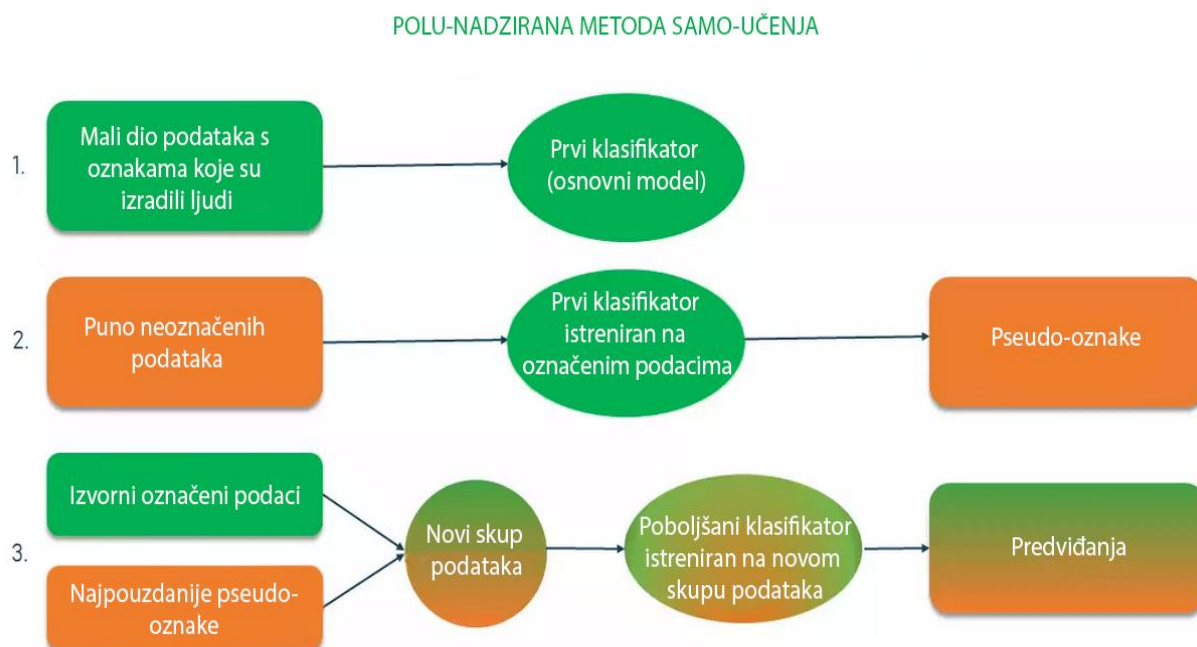 POLU-NADZIRANA METODA SAMO-UČENJA
1.
Mali dio podataka s
oznakama koje su
izradili ljudi
Prvi klasifikator
(osnovni model)
2.
Puno neoznačenih
podataka
Prvi klasifikator
istreniran na
označenim podacima
Pseudo-oznake
3.
Izvorni označeni podaci
Najpouzdanije pseudo-
oznake
Novi skup
podataka
Poboljšani klasifikator
istreniran na novom
skupu podataka
Predviđanja